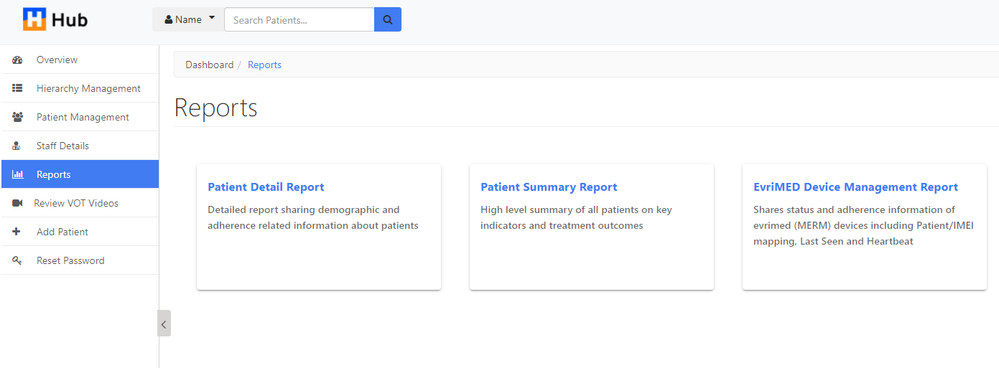 Hub
Name
Search Patients...
Overview
Hierarchy Management
Patient Management
Staff Details
Reports
Review VOT Videos
Add Patient
Reset Password
Dashboard / Reports
Reports
Patient Detail Report
Detailed report sharing demographic and
adherence related information about patients
Patient Summary Report
High level summary of all patients on key
indicators and treatment outcomes
EvriMED Device Management Report
Shares status and adherence information of
evrimed (MERM) devices including Patient/IMEI
mapping, Last Seen and Heartbeat